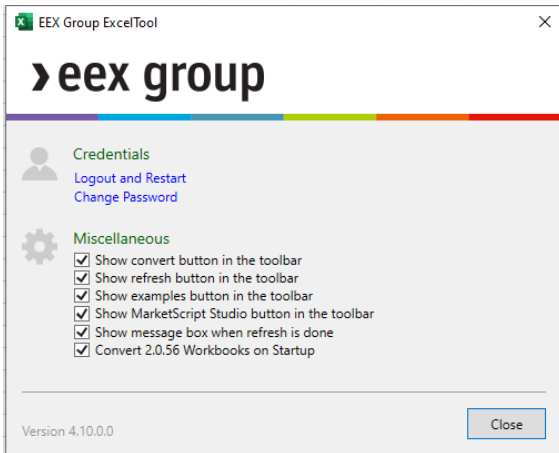 EEX Group ExcelTool
eex group
Credentials
Logout and Restart
Change Password
Miscellaneous
Show convert button in the toolbar
Show refresh button in the toolbar
Show examples button in the toolbar
Show MarketScript Studio button in the toolbar
Show message box when refresh is done
Convert 2.0.56 Workbooks on Startup
Version 4.10.0.0
Close